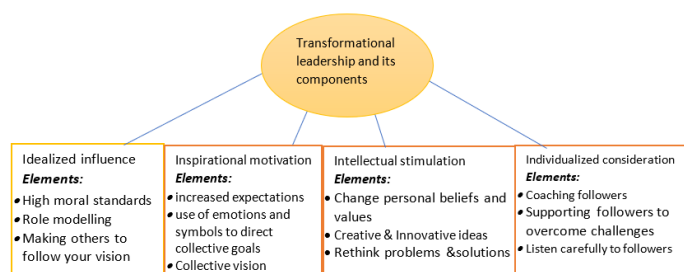 Transformational
leadership and its
components
Idealized influence
Elements:
• High moral standards
• Role modelling
• Making others to
follow your vision
Inspirational motivation
Elements:
• increased expectations
• use of emotions and
symbols to direct
collective goals
• Collective vision
Intellectual stimulation
Elements:
• Change personal beliefs and
values
• Creative & Innovative ideas
• Rethink problems &solutions
Individualized consideration
Elements:
• Coaching followers
• Supporting followers to
overcome challenges
• Listen carefully to followers